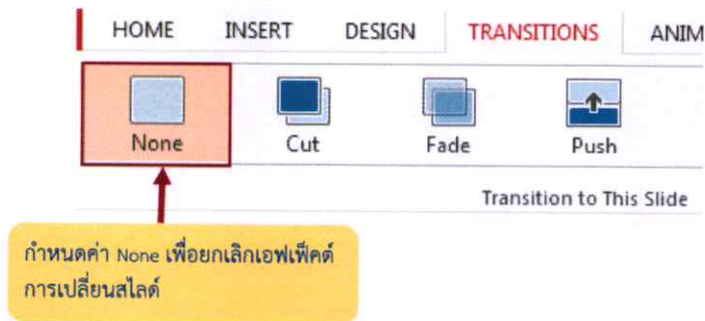 HOME INSERT DESIGN TRANSITIONS ANIM
None Cut Fade Push
Transition to This Slide
กำหนดค่า None เพื่อยกเลิกเอฟเฟ็คต์
การเปลี่ยนสไลด์